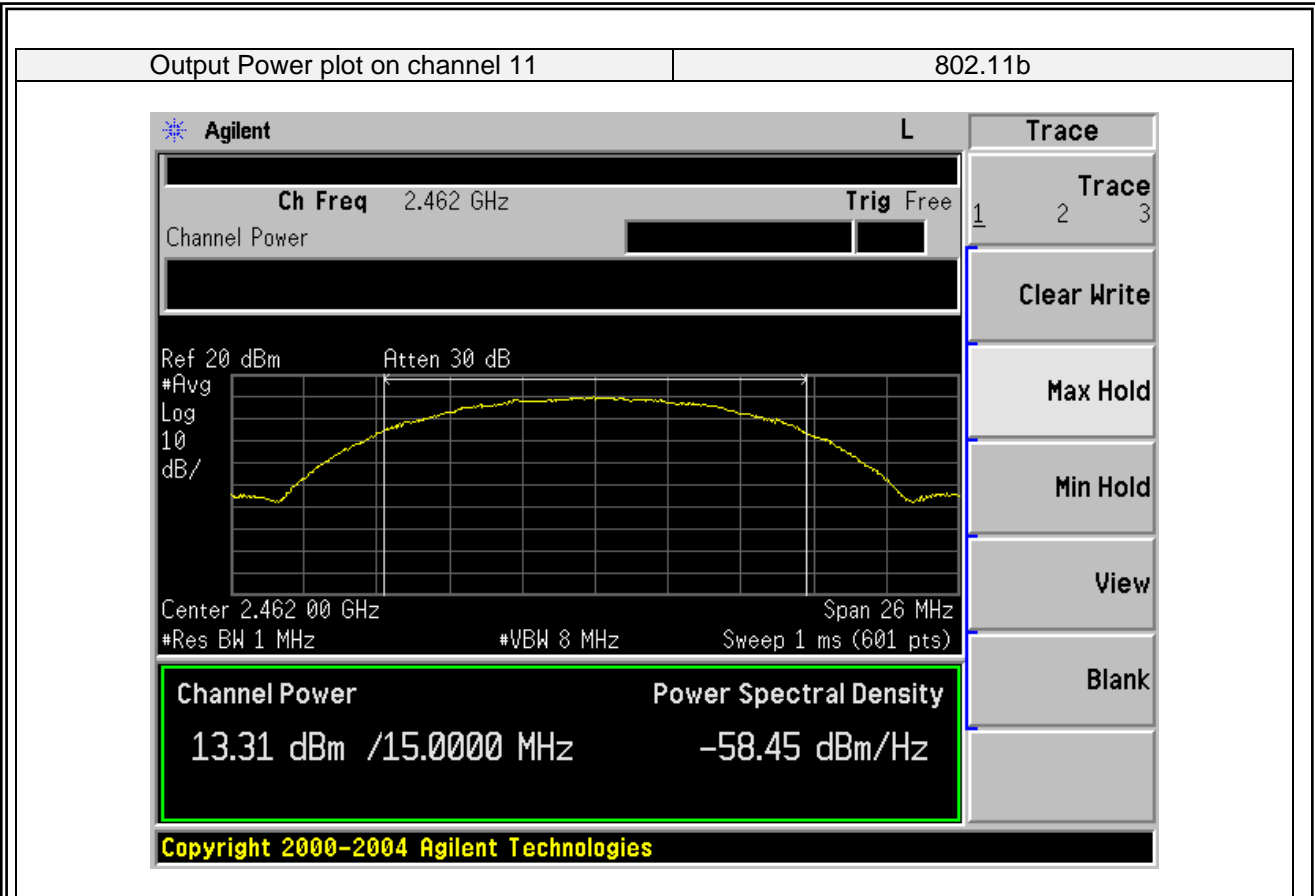 Output Power plot on channel 11 802.11b
Agilent L Trace
Ch Freq 2.462 GHz Trig Free
Channel Power
Trace
1 2 3
Clear Write
Ref 20 dBm Atten 30 dB
#Avg
Log
10
dB/
Max Hold
Min Hold
View
Center 2.462 00 GHz Span 26 MHz
#Res BW 1 MHz #VBW 8 MHz Sweep 1 ms (601 pts)
Blank
Channel Power Power Spectral Density
13.31 dBm /15.0000 MHz -58.45 dBm/Hz
Copyright 2000-2004 Agilent Technologies